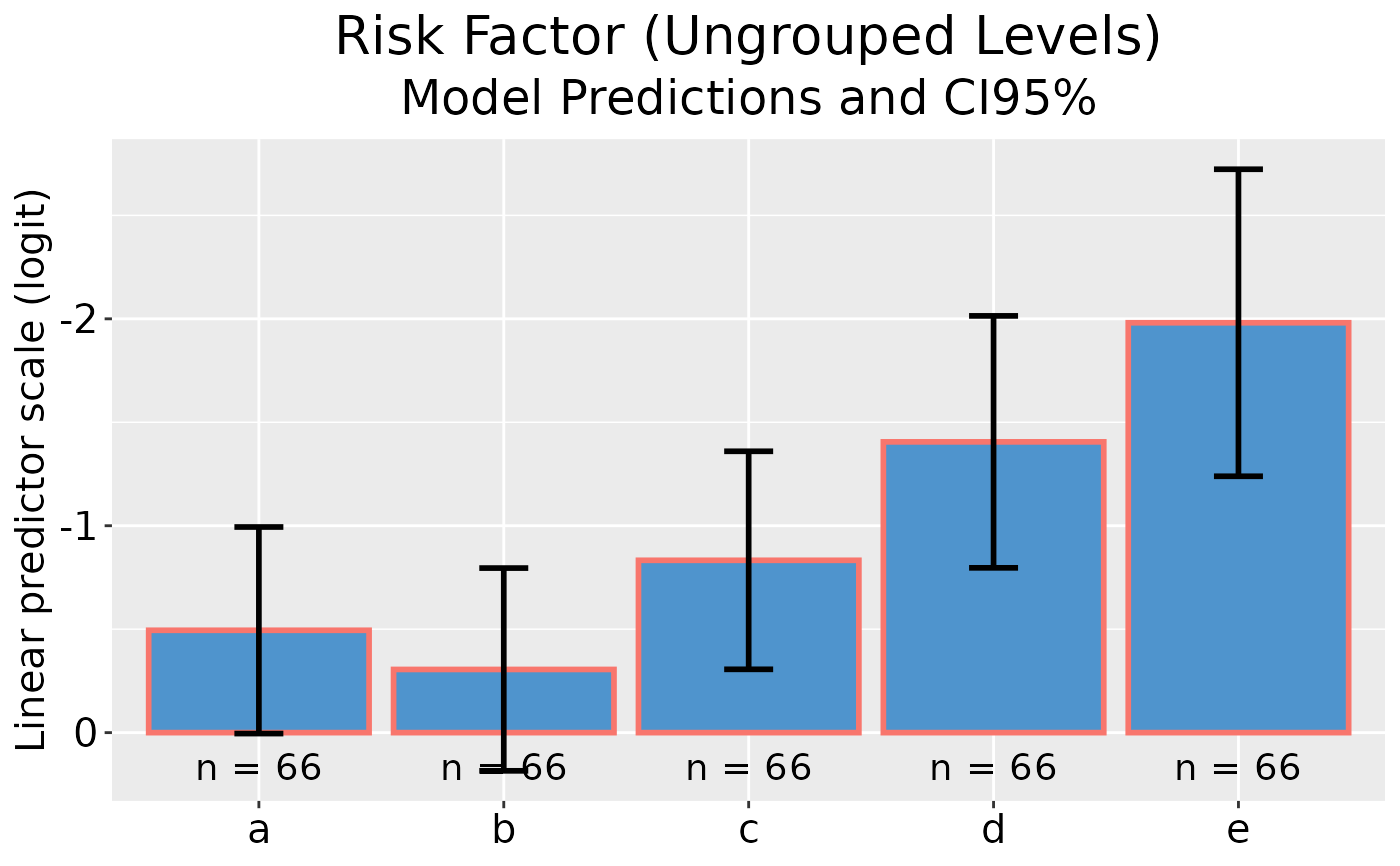 Risk Factor (Ungrouped Levels)
Model Predictions and CI95%
Linear predictor scale (logit)
-2
-1
0
n = 66
n = 66
n = 66
n = 66
n = 66
a
b
c
d
e